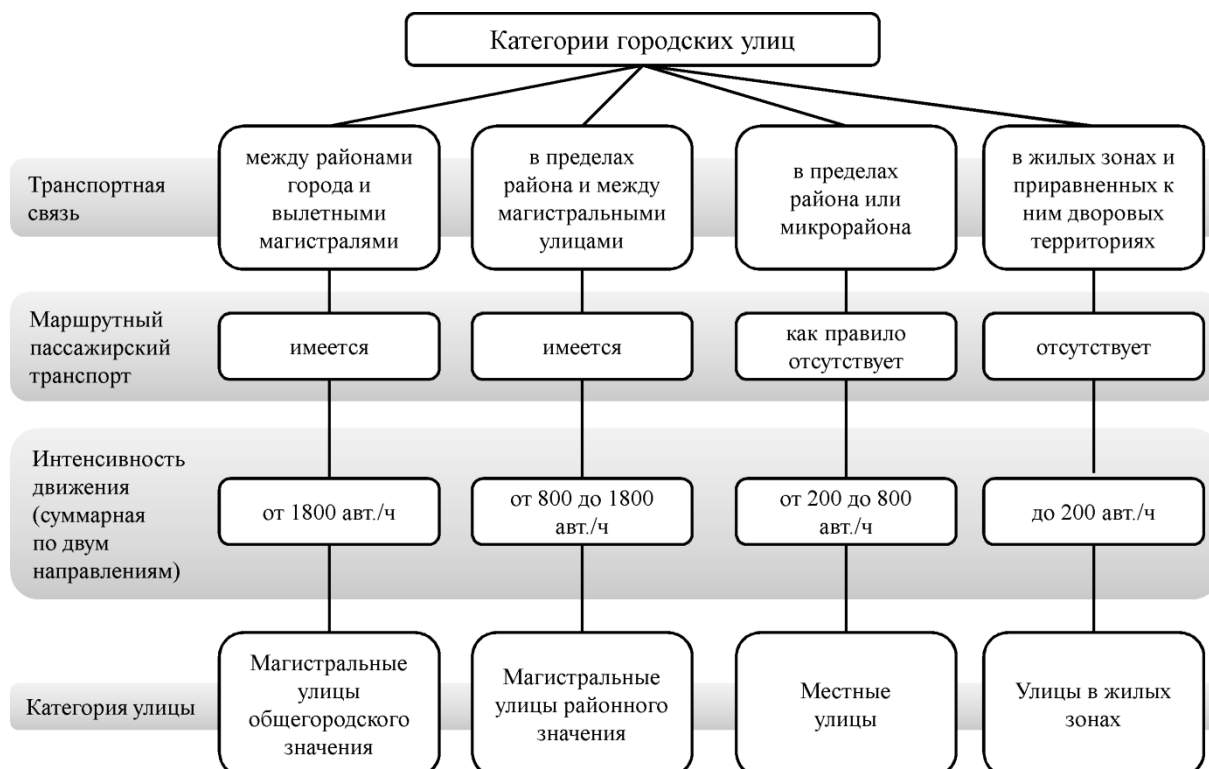 Категории городских улиц
Транспортная
связь
между районами
города и
вылетными
магистралями
в пределах
района и между
магистральными
улицами
в пределах
района или
микрорайона
в жилых зонах и
приравненных к
ним дворовых
территориях
Маршрутный
пассажирский
транспорт
имеется
имеется
как правило
отсутствует
отсутствует
Интенсивность
движения
(суммарная
по двум
направлениям)
от 1800 авт./ч
от 800 до 1800
авт./ч
от 200 до 800
авт./ч
до 200 авт./ч
Категория улицы
Магистральные
улицы
общегородского
значения
Магистральные
улицы районного
значения
Местные
улицы
Улицы в жилых
зонах